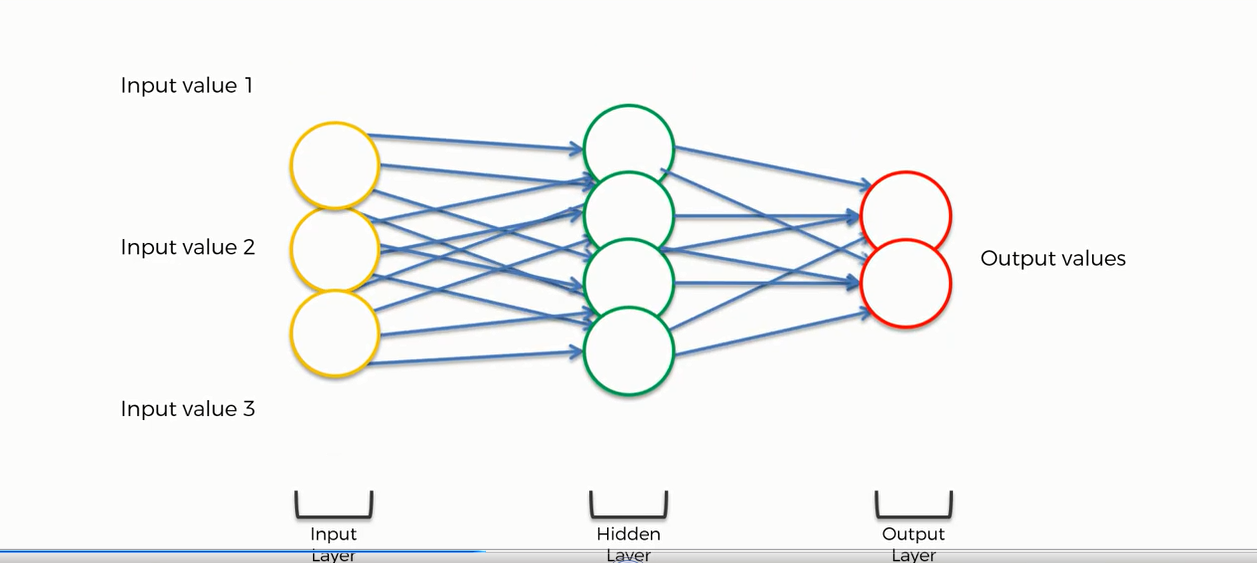 Input value 1
Input value 2
Output values
Input value 3
Input
Layer
Hidden
Layer
Output
Layer